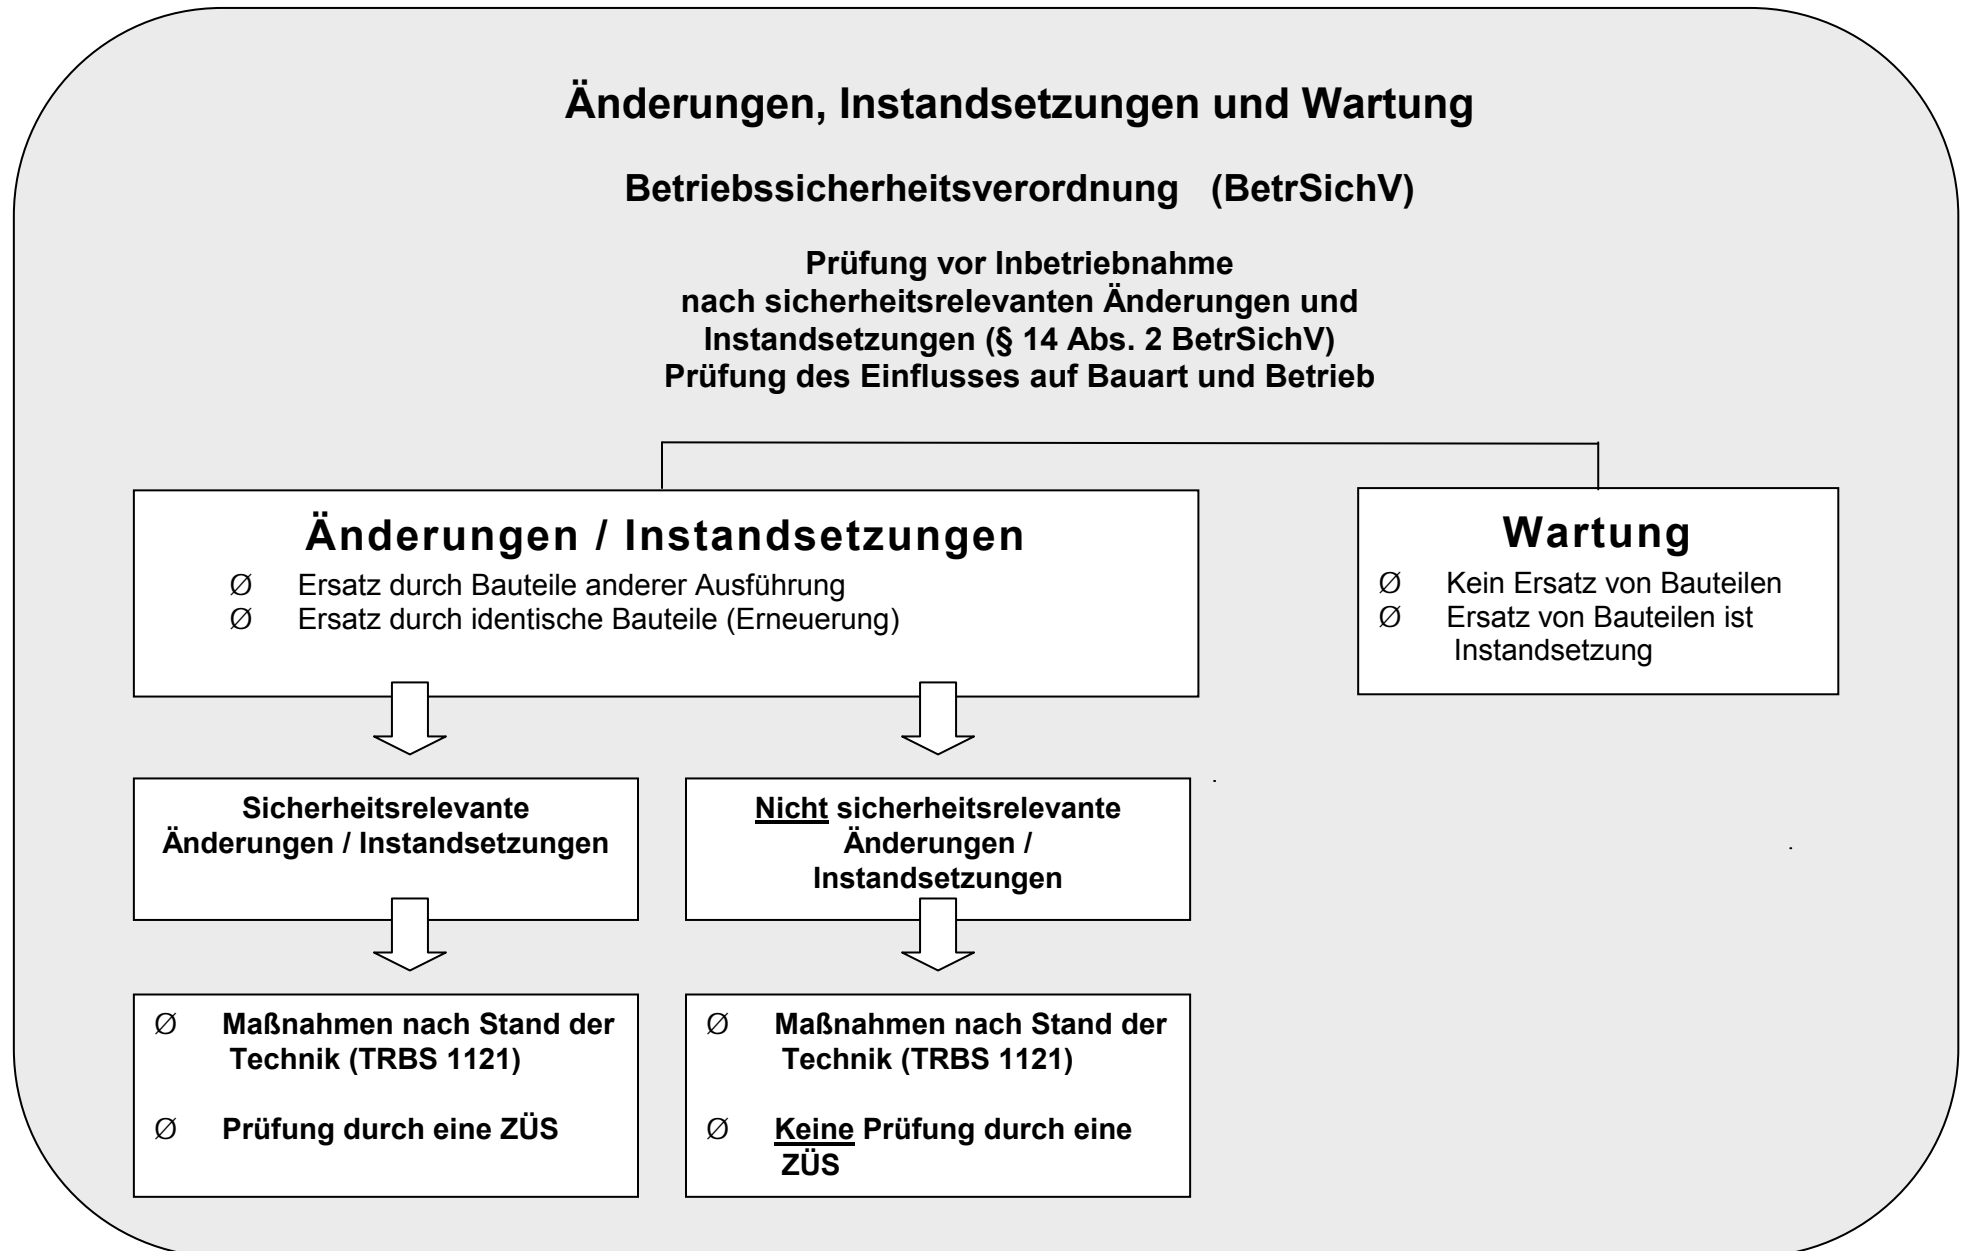 Änderungen, Instandsetzungen und Wartung
Betriebssicherheitsverordnung (BetrSichV)
Prüfung vor Inbetriebnahme
nach sicherheitsrelevanten Änderungen und
Instandsetzungen (§ 14 Abs. 2 BetrSichV)
Prüfung des Einflusses auf Bauart und Betrieb
Änderungen / Instandsetzungen
Ø Ersatz durch Bauteile anderer Ausführung
Ø Ersatz durch identische Bauteile (Erneuerung)
Wartung
Ø Kein Ersatz von Bauteilen
Ø Ersatz von Bauteilen ist
Instandsetzung
Sicherheitsrelevante
Änderungen / Instandsetzungen
Nicht sicherheitsrelevante
Änderungen /
Instandsetzungen
Ø Maßnahmen nach Stand der
Technik (TRBS 1121)
Ø Prüfung durch eine ZÜS
Ø Maßnahmen nach Stand der
Technik (TRBS 1121)
Ø Keine Prüfung durch eine
ZÜS